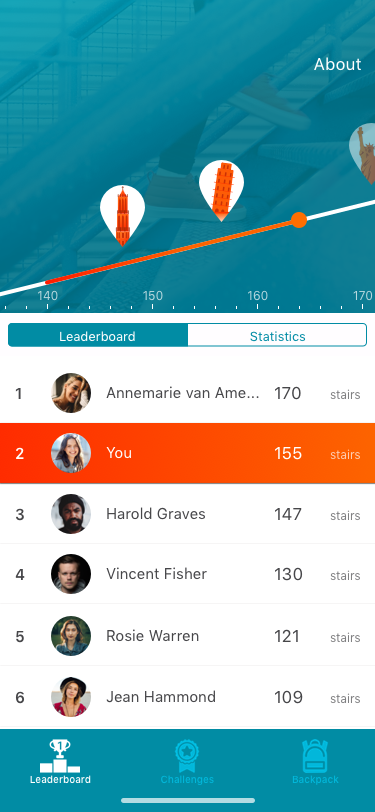 About
140 150 160 170
Leaderboard Statistics
1 Annemarie van Ame... 170 stairs
2 You 155 stairs
3 Harold Graves 147 stairs
4 Vincent Fisher 130 stairs
5 Rosie Warren 121 stairs
6 Jean Hammond 109 stairs
1
Leaderboard Challenges Backpack